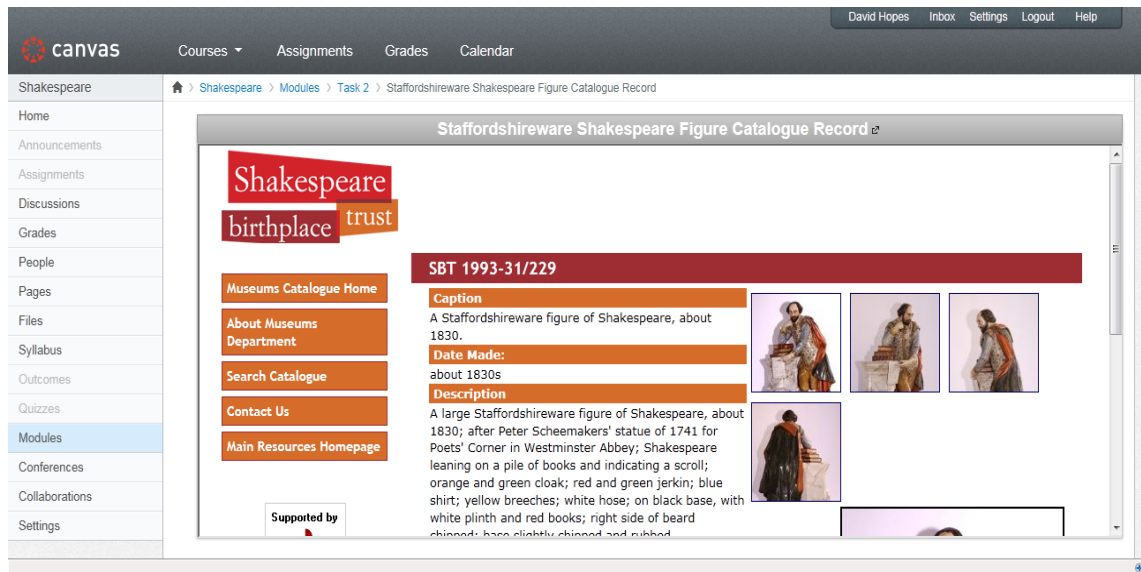 David Hopes Inbox Settings Logout Help
canvas
Courses Assignments Grades Calendar
Shakespeare
Shakespeare Modules Task 2 Staffordshireware Shakespeare Figure Catalogue Record
Home
Announcements
Assignments
Discussions
Grades
People
Pages
Files
Syllabus
Outcomes
Quizzes
Modules
Conferences
Collaborations
Settings
Staffordshireware Shakespeare Figure Catalogue Record
Shakespeare
birthplace trust
Museums Catalogue Home
About Museums
Department
Search Catalogue
Contact Us
Main Resources Homepage
Supported by
SBT 1993-31/229
Caption
A Staffordshireware figure of Shakespeare, about
1830.
Date Made:
about 1830s
Description
A large Staffordshireware figure of Shakespeare, about
1830; after Peter Scheemakers' statue of 1741 for
Poets' Corner in Westminster Abbey; Shakespeare
leaning on a pile of books and indicating a scroll;
orange and green cloak; red and green jerkin; blue
shirt; yellow breeches; white hose; on black base, with
white plinth and red books; right side of beard
chipped; base slightly chipped and rubbed